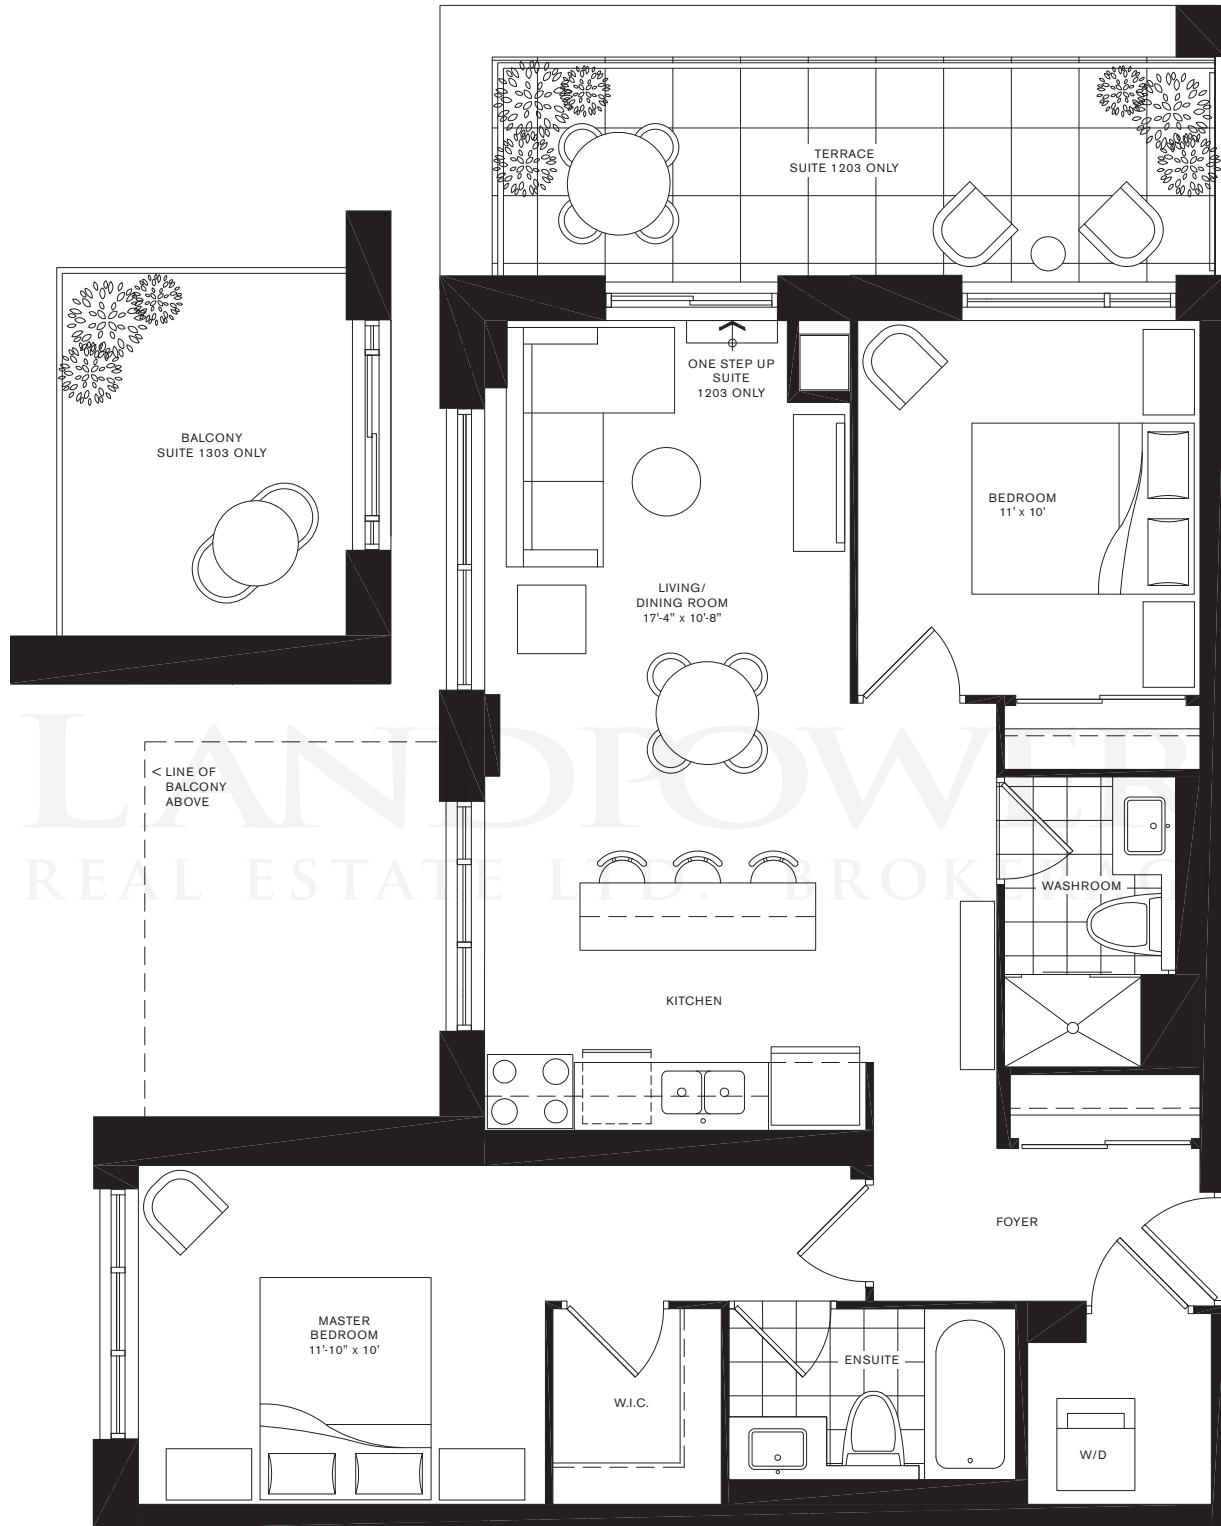 TERRACE
SUITE 1203 ONLY
ONE STEP UP
SUITE
1203 ONLY
BALCONY
SUITE 1303 ONLY
BEDROOM
11' x 10'
LIVING/
DINING ROOM
17'-4" x 10'-8"
< LINE OF
BALCONY
ABOVE
LANDPOWER
REAL ESTATE LTD. BROKERAG
WASHROOM
KITCHEN
FOYER
MASTER
BEDROOM
11'-10" x 10'
ENSUITE
W.I.C.
W/D